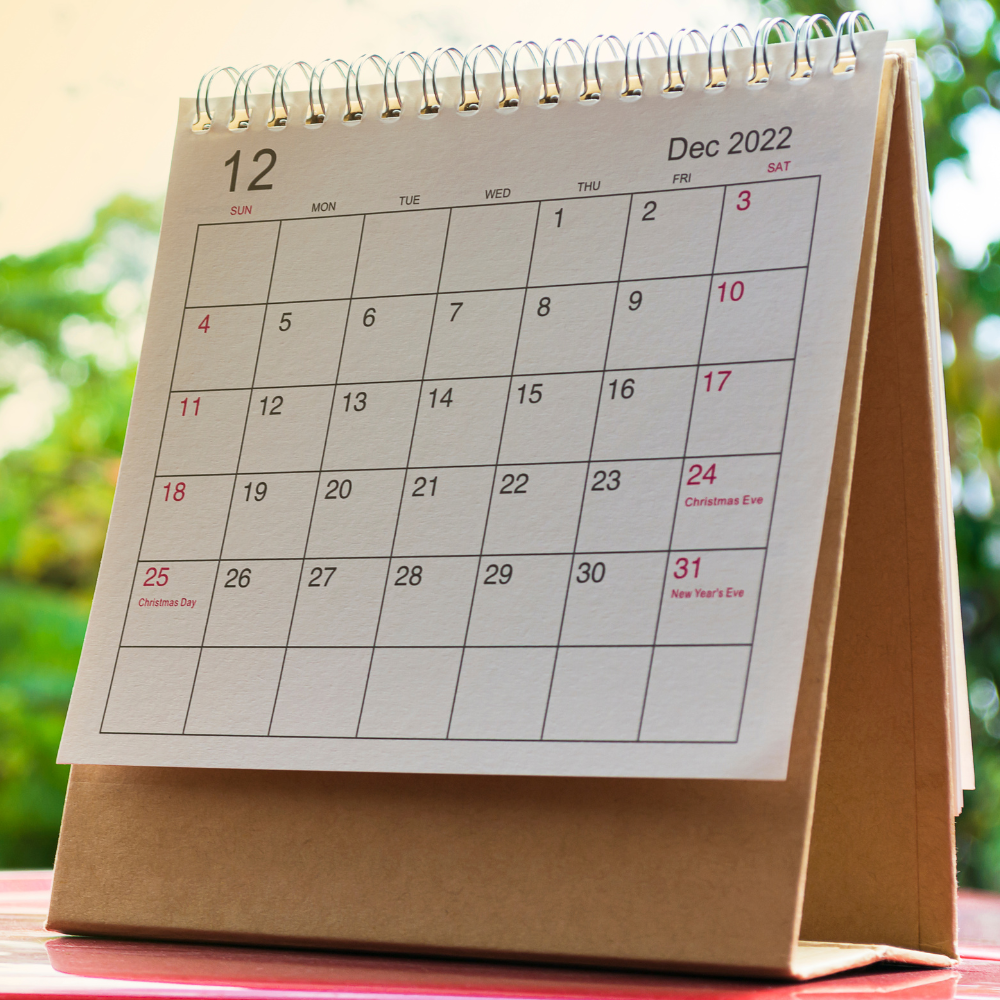 12 Dec 2022
SUN MON TUE WED THU FRI SAT
1 2 3
4 5 6 7 8 9 10
11 12 13 14 15 16 17
18 19 20 21 22 23 24
Christmas Eve
25 26 27 28 29 30 31
Christmas Day New Year's Eve